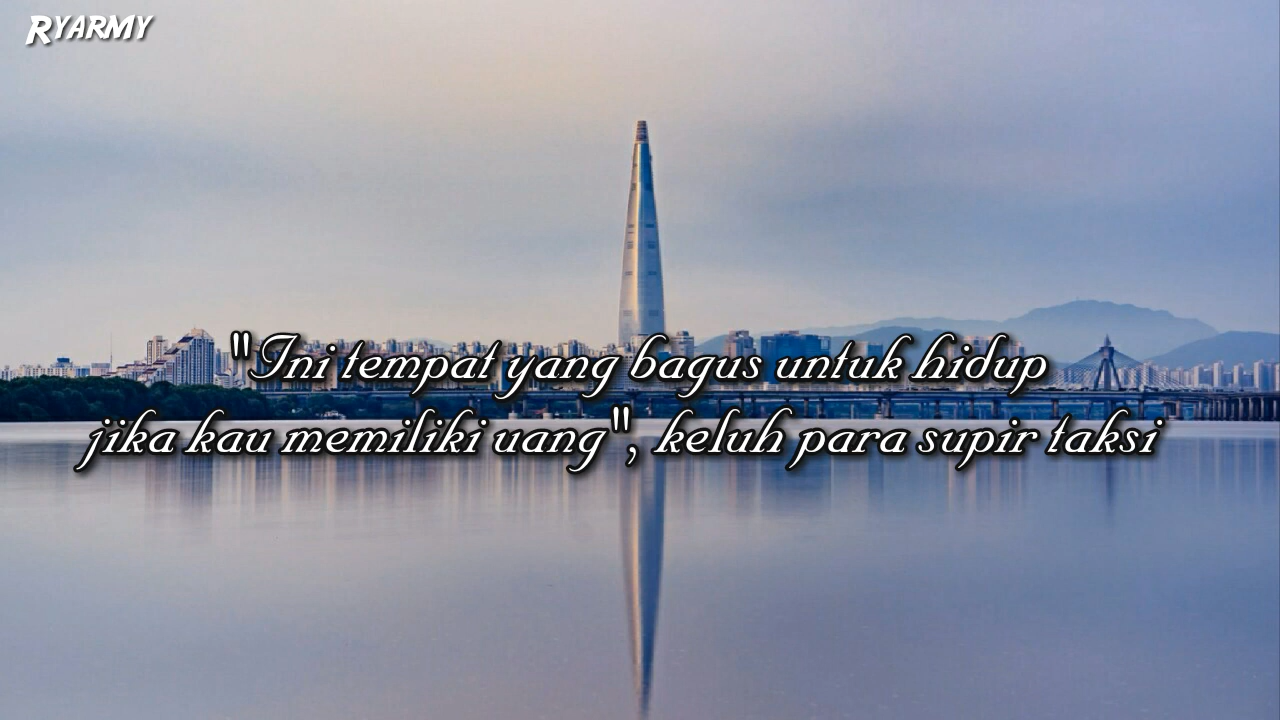 RYARMY
"Ini tempat yang bagus untuk hidup
jika kau memiliki uang", keluh para supir taksi